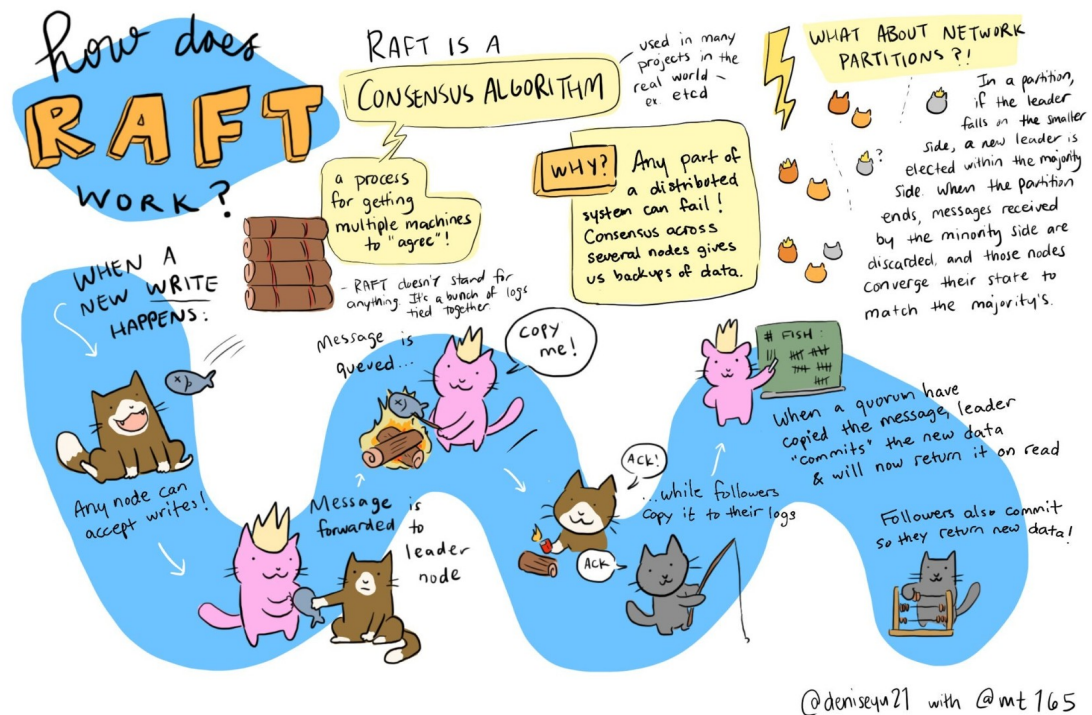 how does
RAFT
WORK?
RAFT IS A
CONSENSUS ALGORITHM
used in many
projects in the
real world -
ex. etcd
a process
for getting
multiple machines
to "agree"!
- RAFT doesn't stand for
anything. It's a bunch of logs
tied together.
WHY?
Any part of
a distributed
system can fail!
Consensus across
several nodes gives
us backups of data.
WHAT ABOUT NETWORK
PARTITIONS?!
In a partition,
if the leader
falls on the smaller
side, a new leader is
elected within the majority
side. When the partition
ends, messages received
by the minority side are
discarded, and those nodes
converge their state to
match the majority's.
?
WHEN A
NEW WRITE
HAPPENS:
Any node can
accept writes!
Message is
forwarded to
leader
node
Message is
queued...
COPY
me!
ACK!
ACK
...while followers
copy it to their logs
# FISH:
When a quorum have
copied the message, leader
"commits" the new data
& will now return it on read
Followers also commit
so they return new data!
@deniseyu21 with @mt165